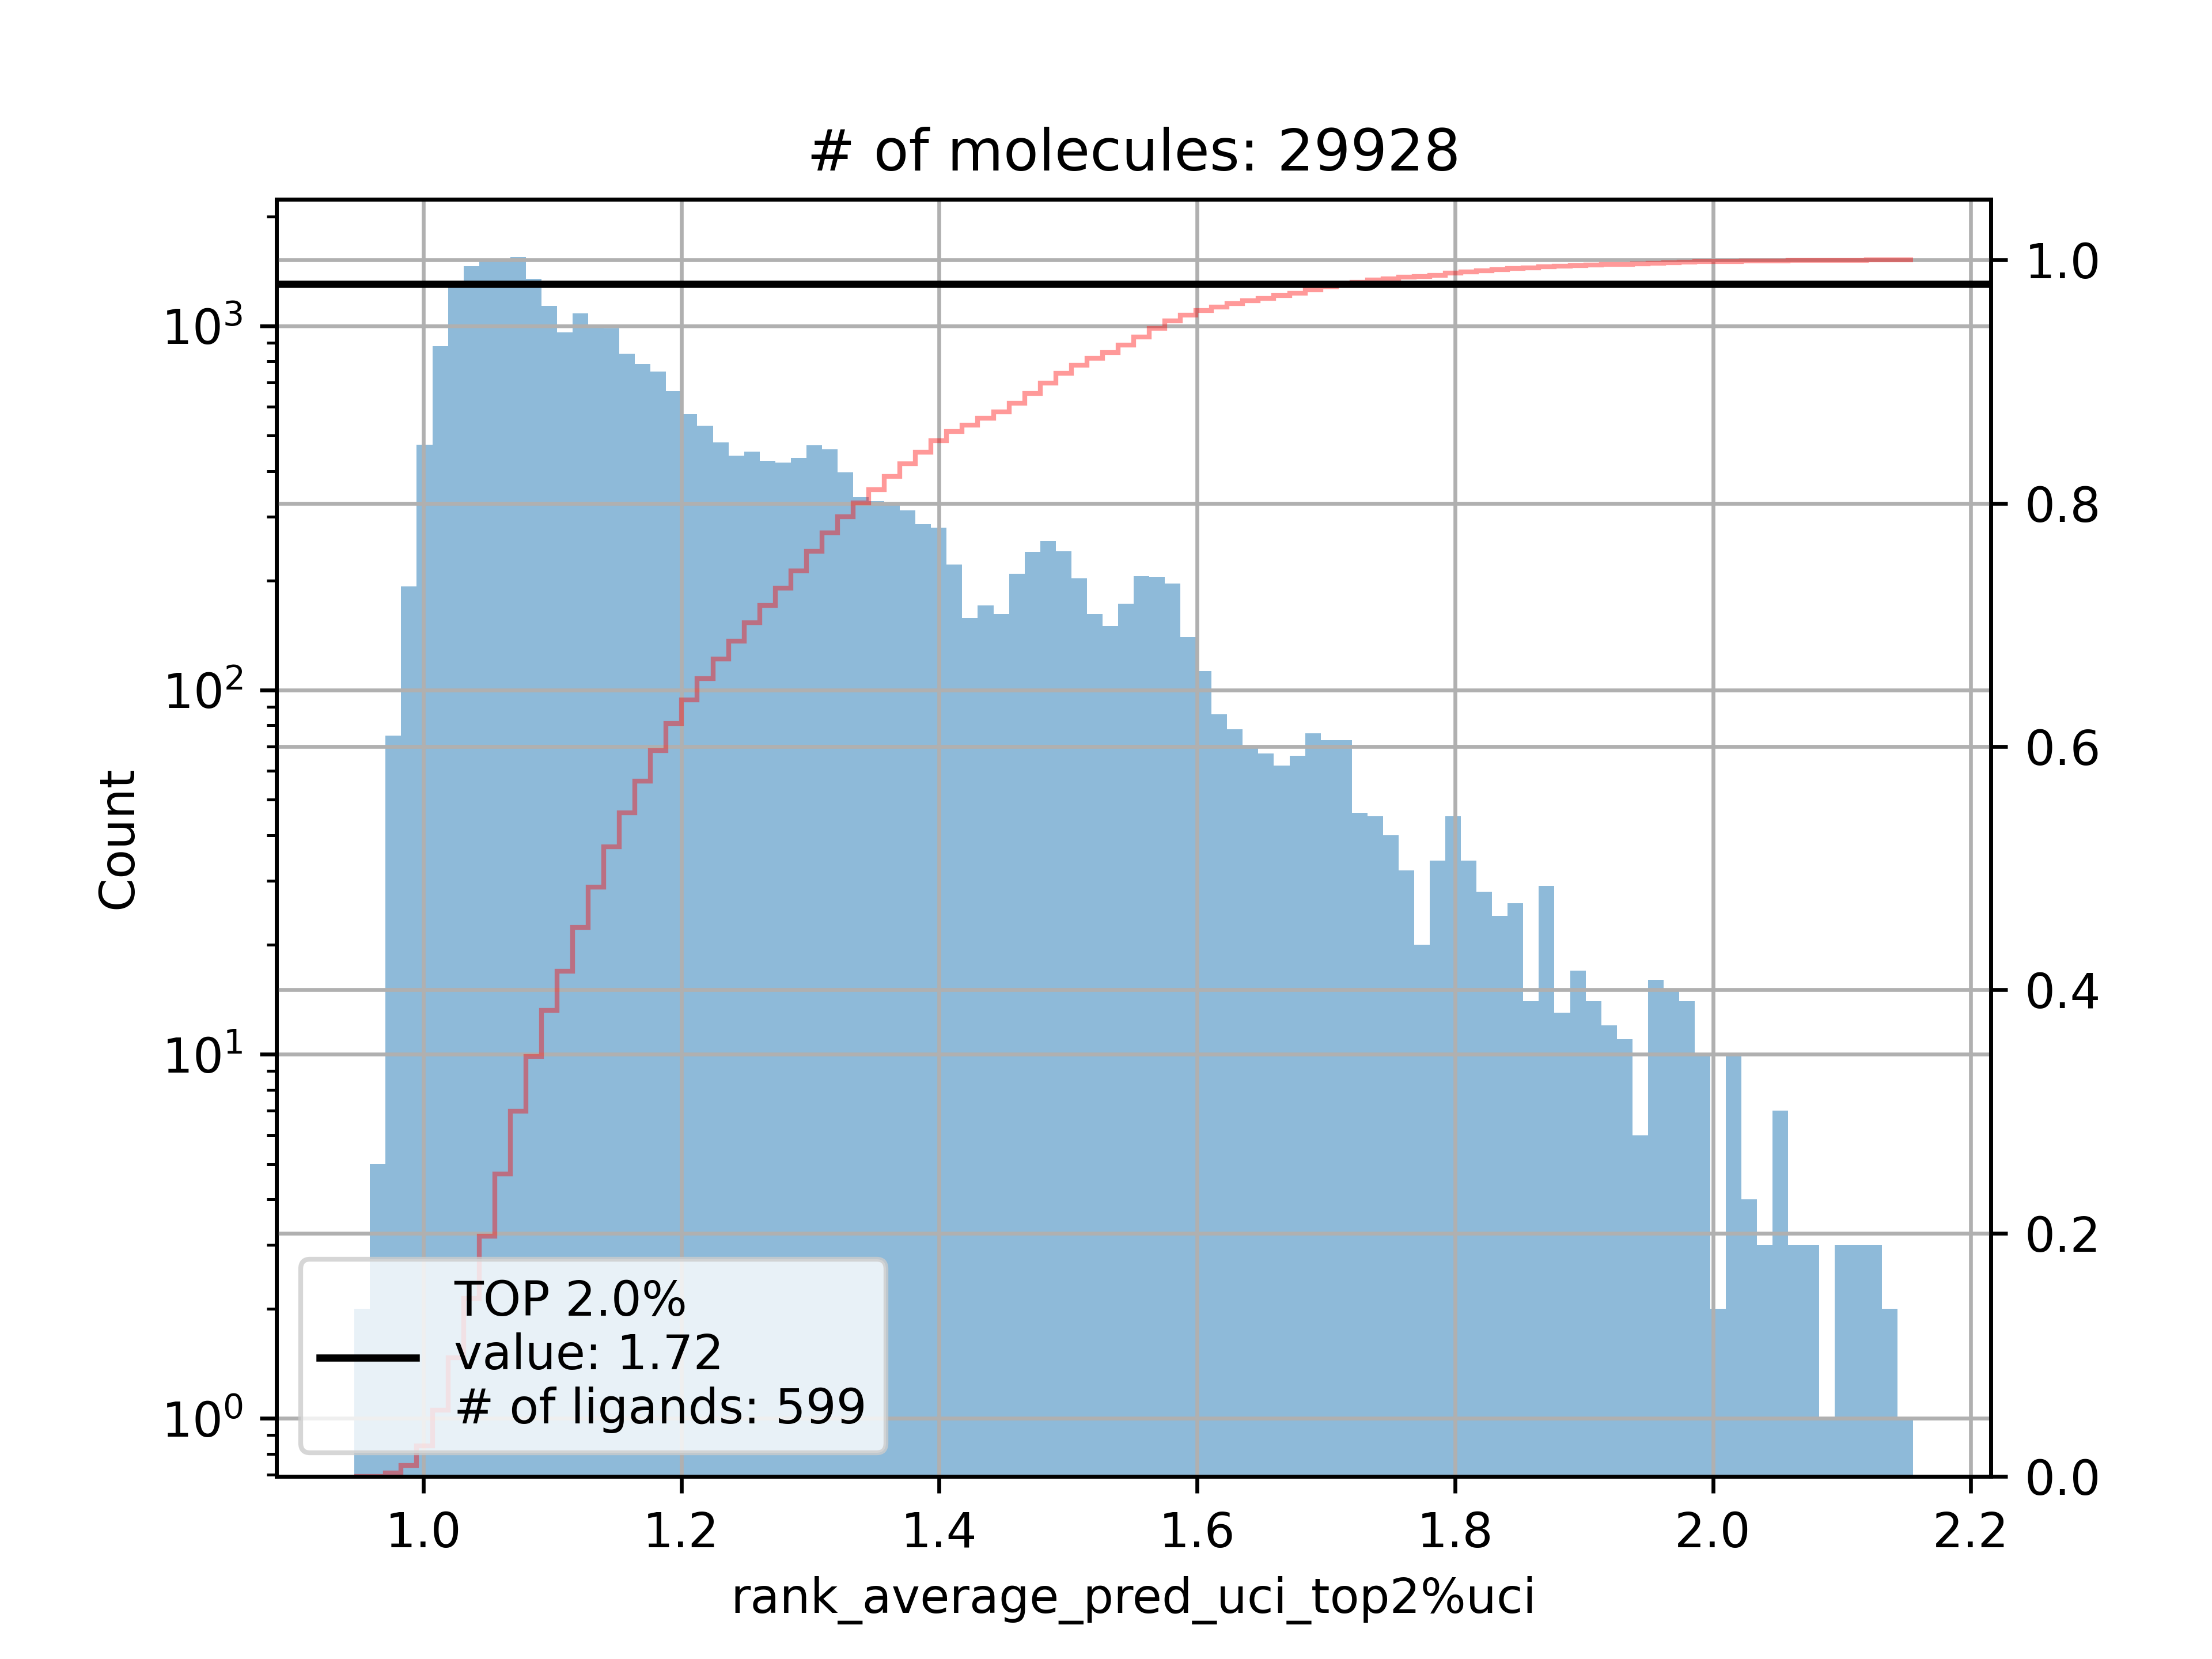 # of molecules: 29928
10³
10²
10¹
10⁰
Count
1.0
0.8
0.6
0.4
0.2
0.0
TOP 2.0%
value: 1.72
# of ligands: 599
1.0 1.2 1.4 1.6 1.8 2.0 2.2
rank_average_pred_uci_top2%uci